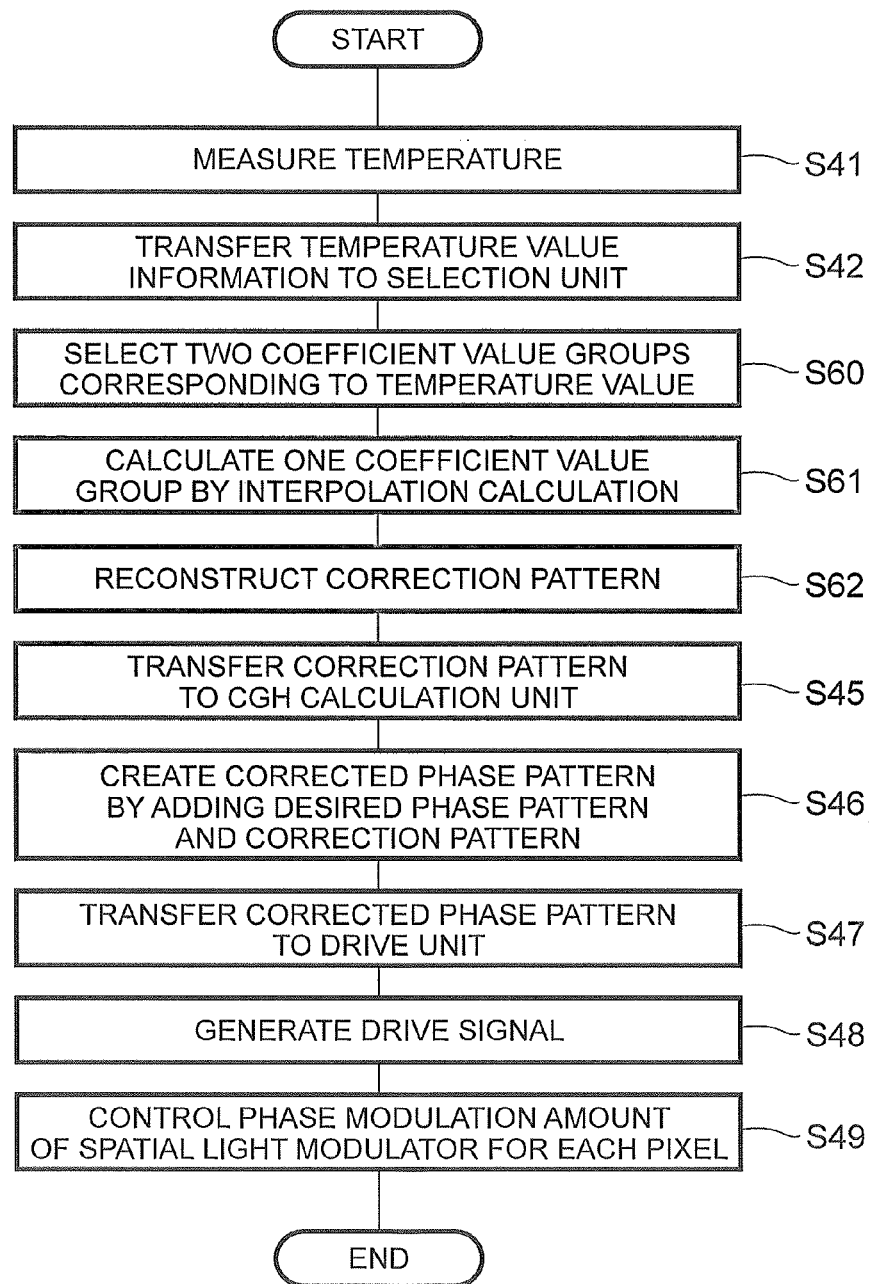 START
MEASURE TEMPERATURE
S41
TRANSFER TEMPERATURE VALUE
INFORMATION TO SELECTION UNIT
S42
SELECT TWO COEFFICIENT VALUE GROUPS
CORRESPONDING TO TEMPERATURE VALUE
S60
CALCULATE ONE COEFFICIENT VALUE
GROUP BY INTERPOLATION CALCULATION
S61
RECONSTRUCT CORRECTION PATTERN
S62
TRANSFER CORRECTION PATTERN
TO CGH CALCULATION UNIT
S45
CREATE CORRECTED PHASE PATTERN
BY ADDING DESIRED PHASE PATTERN
AND CORRECTION PATTERN
S46
TRANSFER CORRECTED PHASE PATTERN
TO DRIVE UNIT
S47
GENERATE DRIVE SIGNAL
S48
CONTROL PHASE MODULATION AMOUNT
OF SPATIAL LIGHT MODULATOR FOR EACH PIXEL
S49
END